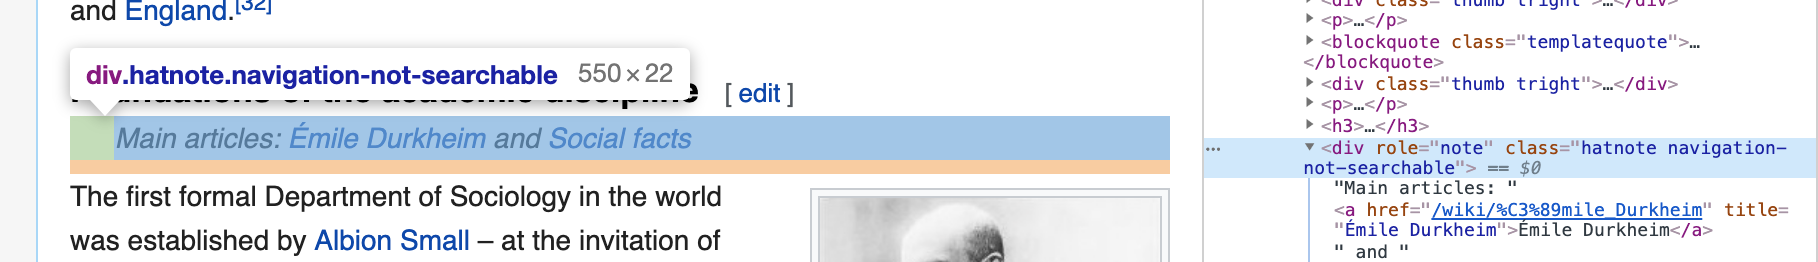 and England.[32]
div.hatnote.navigation-not-searchable 550×22
[ edit ]
Main articles: Émile Durkheim and Social facts
The first formal Department of Sociology in the world
was established by Albion Small – at the invitation of
<div class="thumb tright">…</div>
▶ <p>…</p>
▶ <blockquote class="templatequote">…
</blockquote>
▶ <div class="thumb tright">…</div>
▶ <p>…</p>
▶ <h3>…</h3>
… ▼ <div role="note" class="hatnote navigation-
not-searchable"> == $0
"Main articles: "
<a href="/wiki/%C3%89mile_Durkheim" title=
"Émile Durkheim">Émile Durkheim</a>
" and "